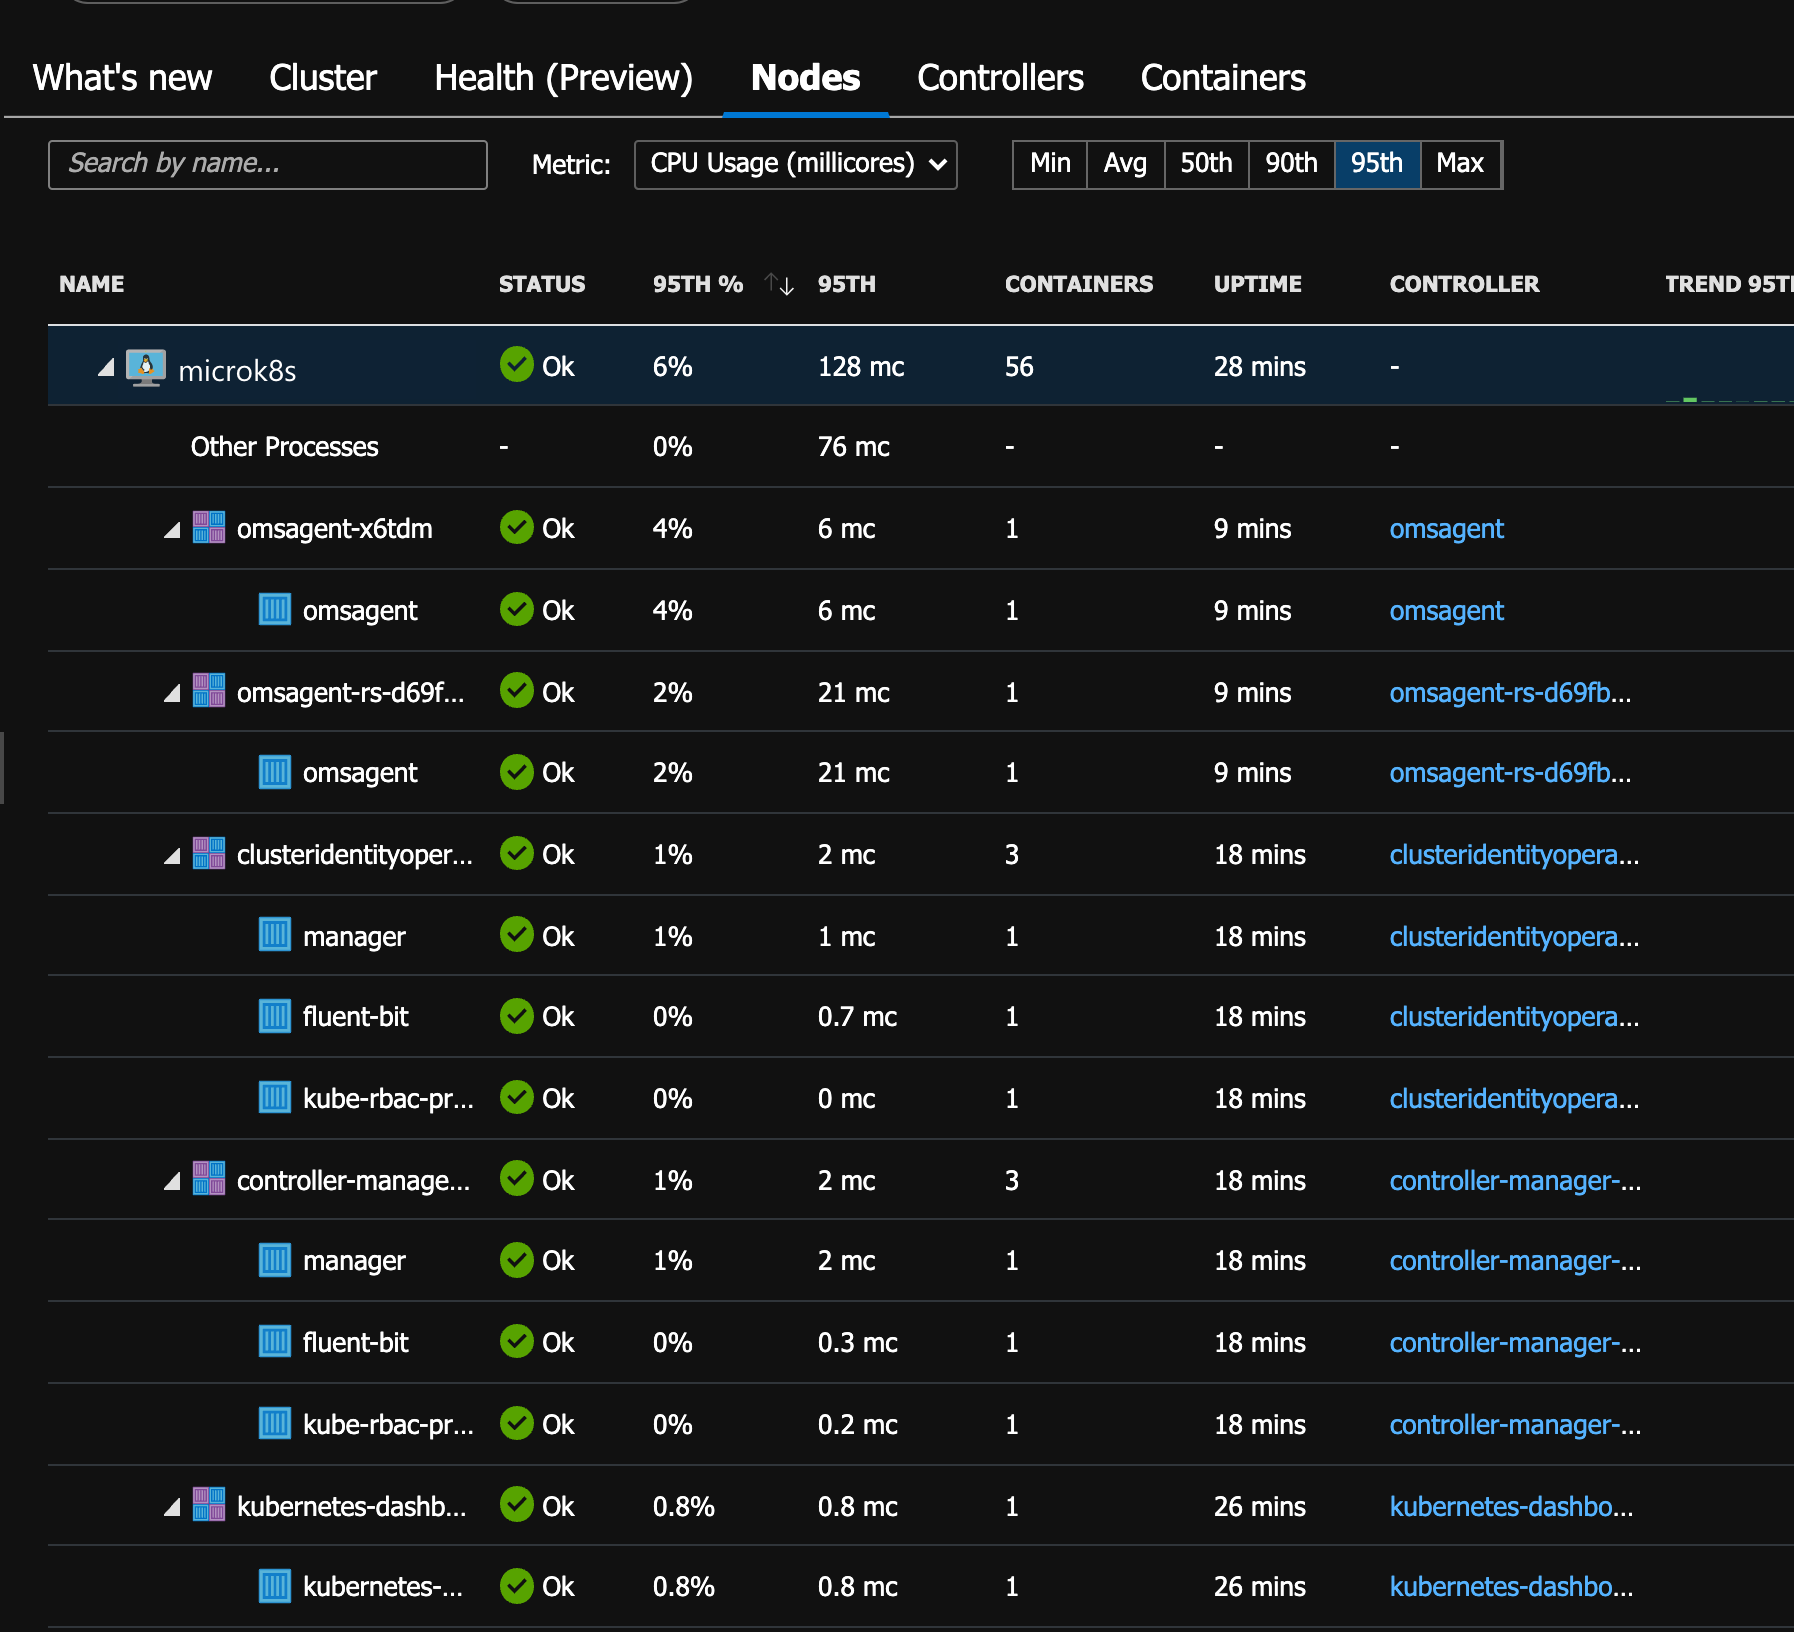 What's new Cluster Health (Preview) Nodes Controllers Containers
Search by name... Metric: CPU Usage (millicores) Min Avg 50th 90th 95th Max
NAME STATUS 95TH % 95TH CONTAINERS UPTIME CONTROLLER TREND 95TH
microk8s Ok 6% 128 mc 56 28 mins -
Other Processes - 0% 76 mc - - -
omsagent-x6tdm Ok 4% 6 mc 1 9 mins omsagent
omsagent Ok 4% 6 mc 1 9 mins omsagent
omsagent-rs-d69f... Ok 2% 21 mc 1 9 mins omsagent-rs-d69fb...
omsagent Ok 2% 21 mc 1 9 mins omsagent-rs-d69fb...
clusteridentityoper... Ok 1% 2 mc 3 18 mins clusteridentityopera...
manager Ok 1% 1 mc 1 18 mins clusteridentityopera...
fluent-bit Ok 0% 0.7 mc 1 18 mins clusteridentityopera...
kube-rbac-pr... Ok 0% 0 mc 1 18 mins clusteridentityopera...
controller-manage... Ok 1% 2 mc 3 18 mins controller-manager-...
manager Ok 1% 2 mc 1 18 mins controller-manager-...
fluent-bit Ok 0% 0.3 mc 1 18 mins controller-manager-...
kube-rbac-pr... Ok 0% 0.2 mc 1 18 mins controller-manager-...
kubernetes-dashb... Ok 0.8% 0.8 mc 1 26 mins kubernetes-dashbo...
kubernetes-... Ok 0.8% 0.8 mc 1 26 mins kubernetes-dashbo...